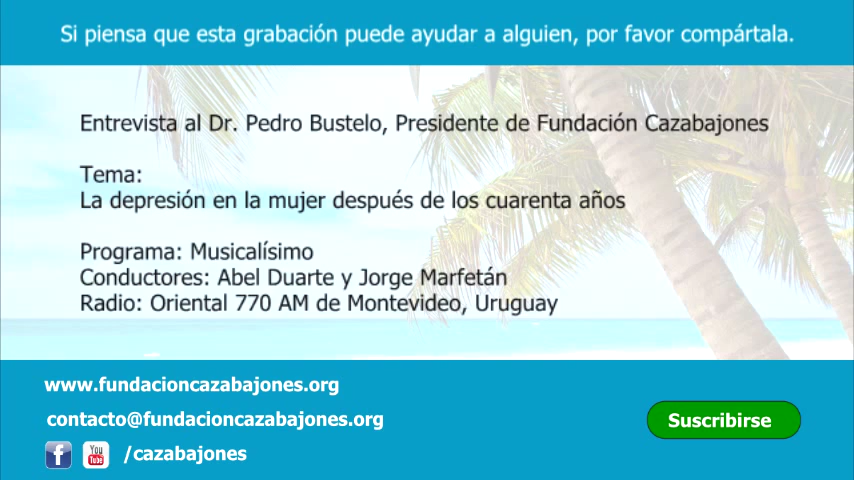 Si piensa que esta grabación puede ayudar a alguien, por favor compártala.
Entrevista al Dr. Pedro Bustelo, Presidente de Fundación Cazabajones
Tema:
La depresión en la mujer después de los cuarenta años
Programa: Musicalísimo
Conductores: Abel Duarte y Jorge Marfetán
Radio: Oriental 770 AM de Montevideo, Uruguay
www.fundacioncazabajones.org
contacto@fundacioncazabajones.org
Suscribirse
f You Tube /cazabajones